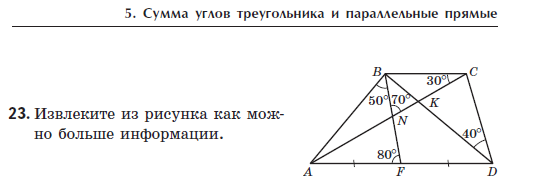 5. Сумма углов треугольника и параллельные прямые
23. Извлеките из рисунка как мож-
но больше информации.
B
C
30°
50°
70°
K
N
40°
80°
A
F
D